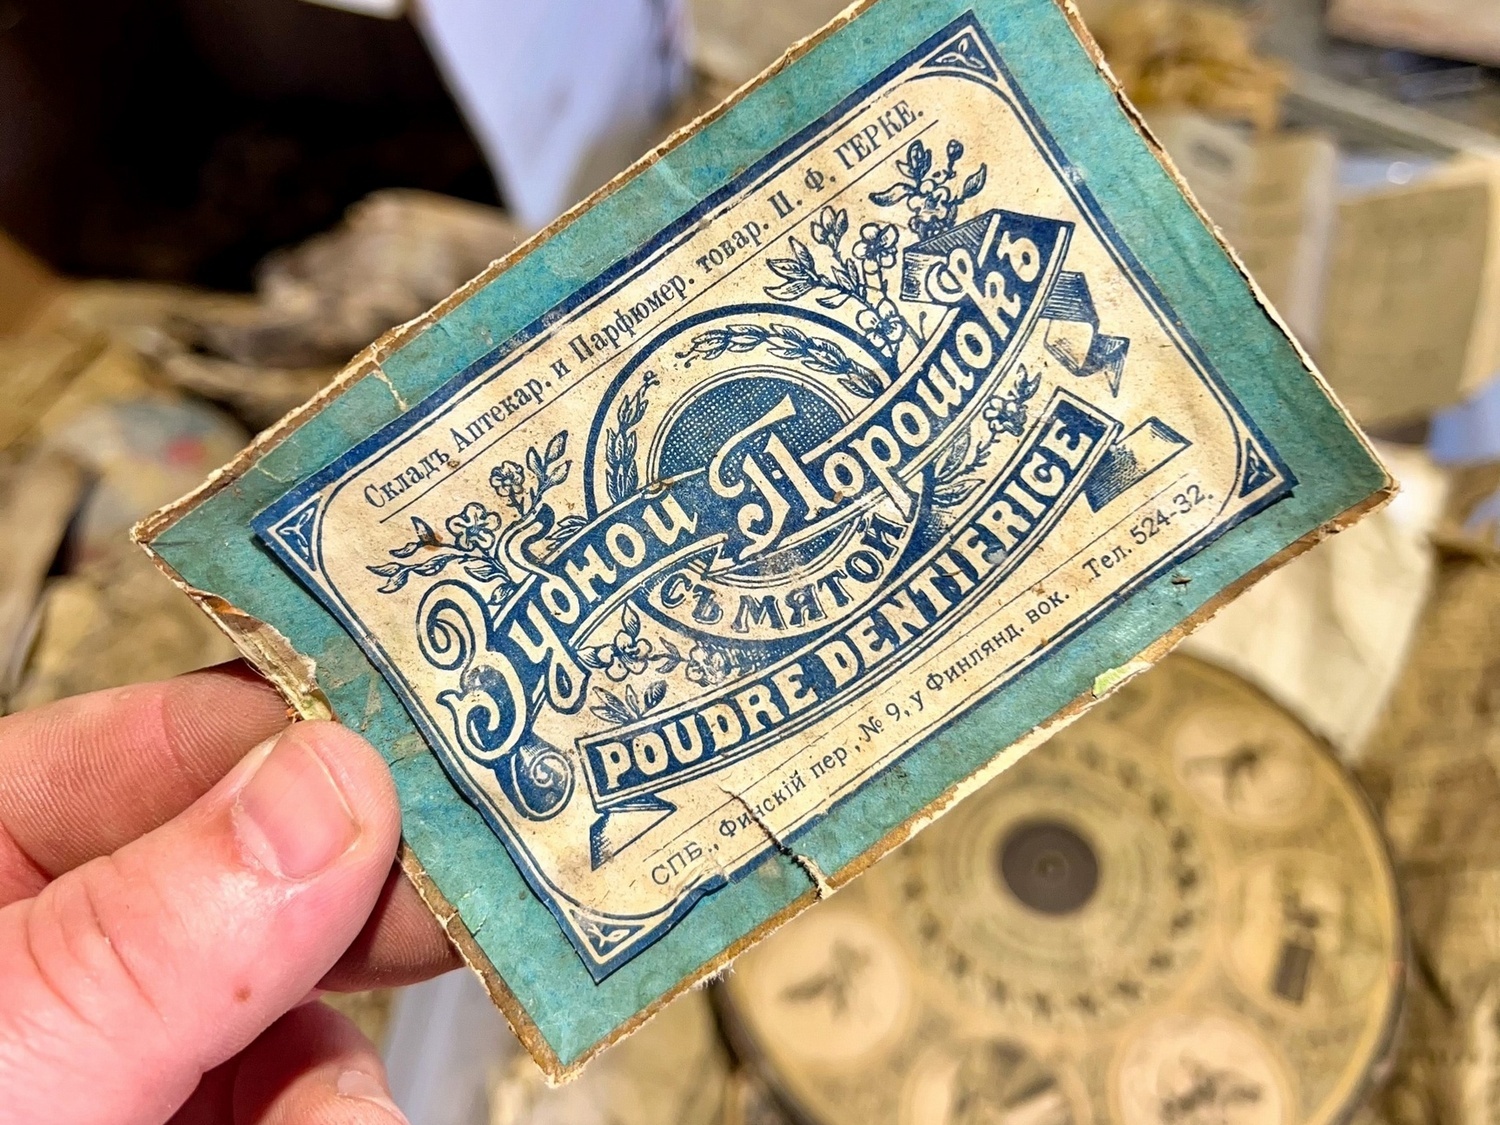 Складъ Аптекар. и Парфюмер. товар. П. Ф. ГЕРКЕ.
Зубной Порошокъ
СЪ МЯТОЙ
POUDRE DENTIFRICE
СПБ., Финскій пер., № 9, у Финлянд. вок. Тел. 524-32.